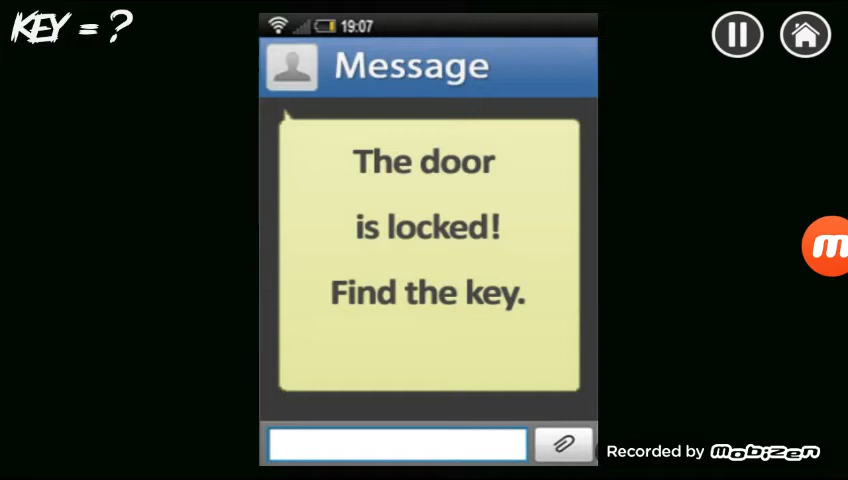 KEY = ?
19:07
Message
The door
is locked!
Find the key.
Recorded by mobizen